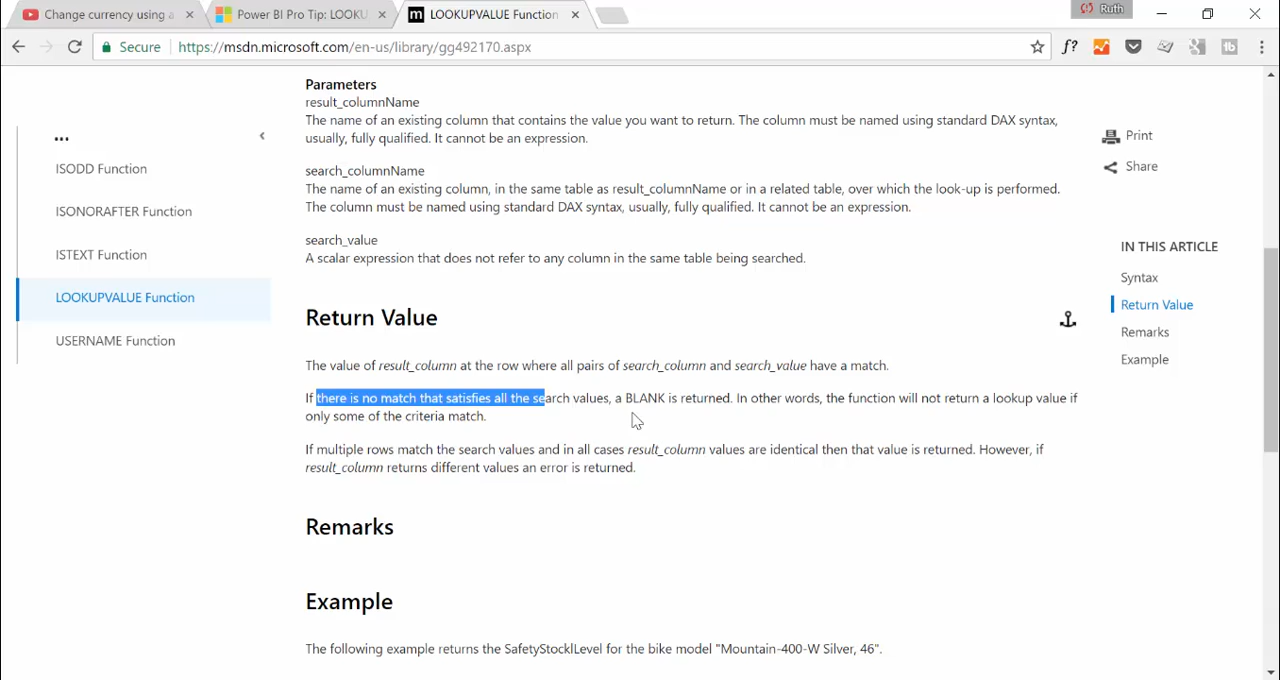 Change currency using a
Power BI Pro Tip: LOOKU
LOOKUPVALUE Function
Ruth
Secure
https://msdn.microsoft.com/en-us/library/gg492170.aspx
f?
tb
...
ISODD Function
ISONORAFTER Function
ISTEXT Function
LOOKUPVALUE Function
USERNAME Function
Parameters
result_columnName
The name of an existing column that contains the value you want to return. The column must be named using standard DAX syntax,
usually, fully qualified. It cannot be an expression.
search_columnName
The name of an existing column, in the same table as result_columnName or in a related table, over which the look-up is performed.
The column must be named using standard DAX syntax, usually, fully qualified. It cannot be an expression.
search_value
A scalar expression that does not refer to any column in the same table being searched.
Return Value
The value of result_column at the row where all pairs of search_column and search_value have a match.
If there is no match that satisfies all the search values, a BLANK is returned. In other words, the function will not return a lookup value if
only some of the criteria match.
If multiple rows match the search values and in all cases result_column values are identical then that value is returned. However, if
result_column returns different values an error is returned.
Remarks
Example
The following example returns the SafetyStocklLevel for the bike model "Mountain-400-W Silver, 46".
Print
Share
IN THIS ARTICLE
Syntax
Return Value
Remarks
Example